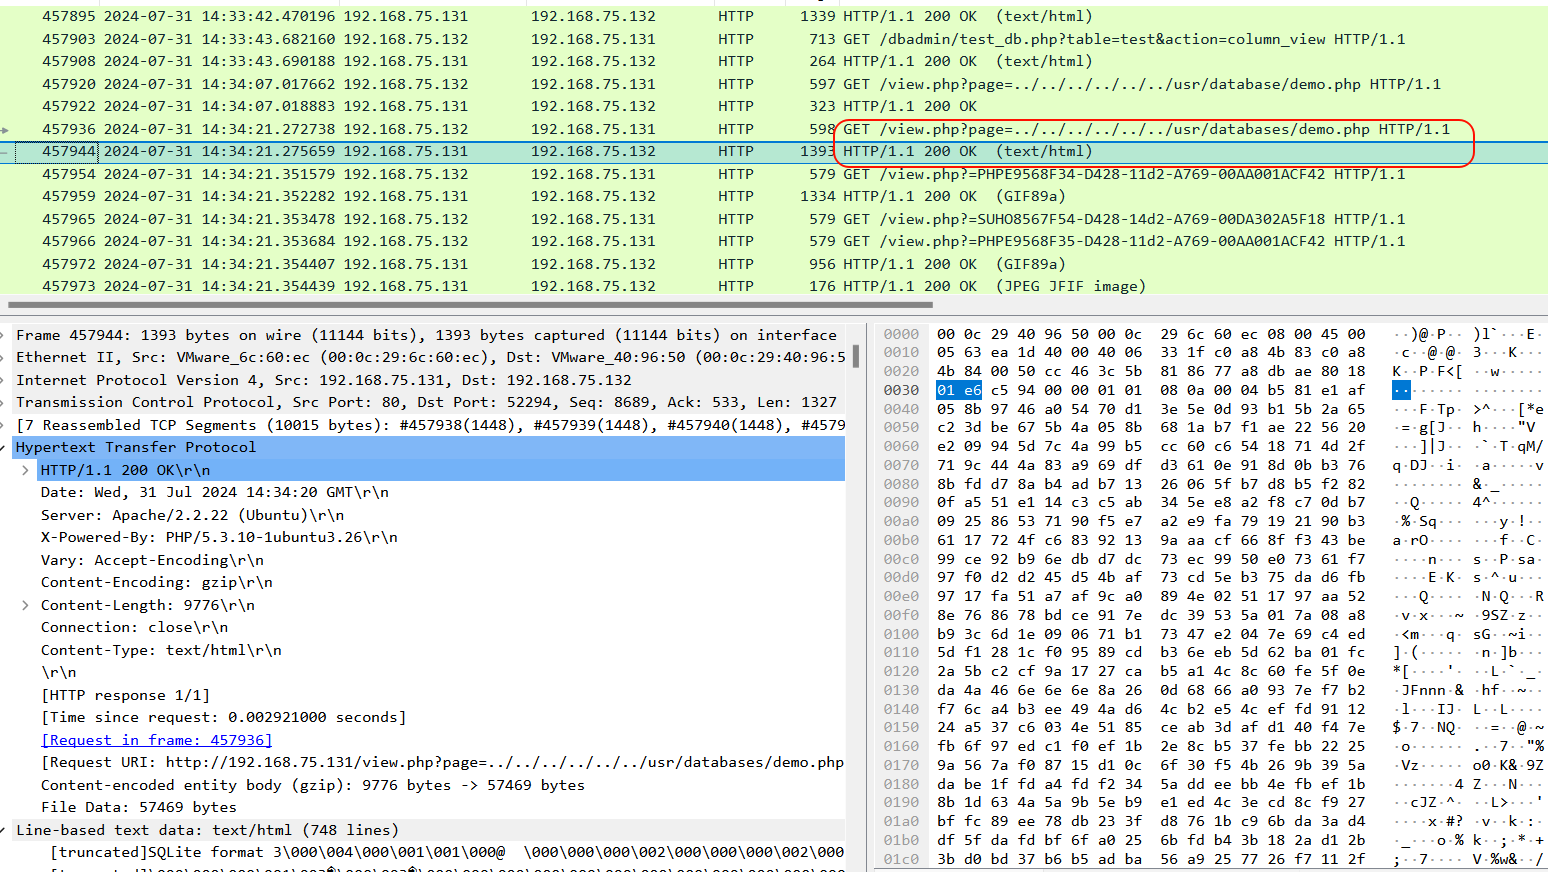 457895 2024-07-31 14:33:42.470196 192.168.75.131 192.168.75.132 HTTP 1339 HTTP/1.1 200 OK (text/html)
457903 2024-07-31 14:33:43.682160 192.168.75.132 192.168.75.131 HTTP 713 GET /dbadmin/test_db.php?table=test&action=column_view HTTP/1.1
457908 2024-07-31 14:33:43.690188 192.168.75.131 192.168.75.132 HTTP 264 HTTP/1.1 200 OK (text/html)
457920 2024-07-31 14:34:07.017662 192.168.75.132 192.168.75.131 HTTP 597 GET /view.php?page=../../../../../../usr/database/demo.php HTTP/1.1
457922 2024-07-31 14:34:07.018883 192.168.75.131 192.168.75.132 HTTP 323 HTTP/1.1 200 OK
457936 2024-07-31 14:34:21.272738 192.168.75.132 192.168.75.131 HTTP 598 GET /view.php?page=../../../../../../usr/databases/demo.php HTTP/1.1
457944 2024-07-31 14:34:21.275659 192.168.75.131 192.168.75.132 HTTP 1393 HTTP/1.1 200 OK (text/html)
457954 2024-07-31 14:34:21.351579 192.168.75.132 192.168.75.131 HTTP 579 GET /view.php?=PHPE9568F34-D428-11d2-A769-00AA001ACF42 HTTP/1.1
457959 2024-07-31 14:34:21.352282 192.168.75.131 192.168.75.132 HTTP 1334 HTTP/1.1 200 OK (GIF89a)
457965 2024-07-31 14:34:21.353478 192.168.75.132 192.168.75.131 HTTP 579 GET /view.php?=SUHO8567F54-D428-14d2-A769-00DA302A5F18 HTTP/1.1
457966 2024-07-31 14:34:21.353684 192.168.75.132 192.168.75.131 HTTP 579 GET /view.php?=PHPE9568F35-D428-11d2-A769-00AA001ACF42 HTTP/1.1
457972 2024-07-31 14:34:21.354407 192.168.75.131 192.168.75.132 HTTP 956 HTTP/1.1 200 OK (GIF89a)
457973 2024-07-31 14:34:21.354439 192.168.75.131 192.168.75.132 HTTP 176 HTTP/1.1 200 OK (JPEG JFIF image)
Frame 457944: 1393 bytes on wire (11144 bits), 1393 bytes captured (11144 bits) on interface
Ethernet II, Src: VMware_6c:60:ec (00:0c:29:6c:60:ec), Dst: VMware_40:96:50 (00:0c:29:40:96:5
Internet Protocol Version 4, Src: 192.168.75.131, Dst: 192.168.75.132
Transmission Control Protocol, Src Port: 80, Dst Port: 52294, Seq: 8689, Ack: 533, Len: 1327
[7 Reassembled TCP Segments (10015 bytes): #457938(1448), #457939(1448), #457940(1448), #4579
Hypertext Transfer Protocol
HTTP/1.1 200 OK\r\n
Date: Wed, 31 Jul 2024 14:34:20 GMT\r\n
Server: Apache/2.2.22 (Ubuntu)\r\n
X-Powered-By: PHP/5.3.10-1ubuntu3.26\r\n
Vary: Accept-Encoding\r\n
Content-Encoding: gzip\r\n
Content-Length: 9776\r\n
Connection: close\r\n
Content-Type: text/html\r\n
\r\n
[HTTP response 1/1]
[Time since request: 0.002921000 seconds]
[Request in frame: 457936]
[Request URI: http://192.168.75.131/view.php?page=../../../../../../usr/databases/demo.php
Content-encoded entity body (gzip): 9776 bytes -> 57469 bytes
File Data: 57469 bytes
Line-based text data: text/html (748 lines)
[truncated]SQLite format 3\000\004\000\001\001\000@ \000\000\000\002\000\000\000\002\000
0000 00 0c 29 40 96 50 00 0c 29 6c 60 ec 08 00 45 00 ··)@·P··)l`···E·
0010 05 63 ea 1d 40 00 40 06 33 1f c0 a8 4b 83 c0 a8 ·c··@·@·3···K···
0020 4b 84 00 50 cc 46 3c 5b 81 86 77 a8 db ae 80 18 K··P·F<[··w·····
0030 01 e6 c5 94 00 00 01 01 08 0a 00 04 b5 81 e1 af ················
0040 05 8b 97 46 a0 54 70 d1 3e 5e 0d 93 b1 5b 2a 65 ···F·Tp·>^···[*e
0050 c2 3d be 67 5b 4a 05 8b 68 1a b7 f1 ae 22 56 20 ·=·g[J··h····"V
0060 e2 09 94 5d 7c 4a 99 b5 cc 60 c6 54 18 71 4d 2f ···]|J···`·T·qM/
0070 71 9c 44 4a 83 a9 69 df d3 61 0e 91 8d 0b b3 76 q·DJ··i··a·····v
0080 8b fd d7 8a b4 ad b7 13 26 06 5f b7 d8 b5 f2 82 ········&·_·····
0090 0f a5 51 e1 14 c3 c5 ab 34 5e e8 a2 f8 c7 0d b7 ··Q·····4^······
00a0 09 25 86 53 71 90 f5 e7 a2 e9 fa 79 19 21 90 b3 ·%·Sq······y·!··
00b0 61 17 72 4f c6 83 92 13 9a aa cf 66 8f f3 43 be a·rO·······f··C·
00c0 99 ce 92 b9 6e db d7 dc 73 ec 99 50 e0 73 61 f7 ····n···s··P·sa·
00d0 97 f0 d2 d2 45 d5 4b af 73 cd 5e b3 75 da d6 fb ····E·K·s·^·u···
00e0 97 17 fa 51 a7 af 9c a0 89 4e 02 51 17 97 aa 52 ···Q·····N·Q···R
00f0 8e 76 86 78 bd ce 91 7e dc 39 53 5a 01 7a 08 a8 ·v·x···~·9SZ·z··
0100 b9 3c 6d 1e 09 06 71 b1 73 47 e2 04 7e 69 c4 ed ·<m···q·sG··~i··
0110 5d f1 28 1c f0 95 89 cd b3 6e eb 5d 62 ba 01 fc ]·(······n·]b···
0120 2a 5b c2 cf 9a 17 27 ca b5 a1 4c 8c 60 fe 5f 0e *[····'···L·`·_·
0130 da 4a 46 6e 6e 6e 8a 26 0d 68 66 a0 93 7e f7 b2 ·JFnnn·&·hf··~··
0140 f7 6c a4 b3 ee 49 4a d6 4c b2 e5 4c ef fd 91 12 ·l···IJ·L··L····
0150 24 a5 37 c6 03 4e 51 85 ce ab 3d af d1 40 f4 7e $·7··NQ···=··@·~
0160 fb 6f 97 ed c1 f0 ef 1b 2e 8c b5 37 fe bb 22 25 ·o······.··7··"%
0170 9a 56 7a f0 87 15 d1 0c 6f 30 f5 4b 26 9b 39 5a ·Vz·····o0·K&·9Z
0180 da be 1f fd a4 fd f2 34 5a dd ee bb 4e fb ef 1b ·······4Z···N···
0190 8b 1d 63 4a 5a 9b 5e b9 e1 ed 4c 3e cd 8c f9 27 ··cJZ·^···L>···'
01a0 bf fc 89 ee 78 db 23 3f d8 76 1b c9 6b da 3a d4 ····x·#?·v··k·:·
01b0 df 5f da fd bf 6f a0 25 6b fd b4 3b 18 2a d1 2b ·_···o·%k··;·*·+
01c0 3b d0 bd 37 b6 b5 ad ba 56 a9 25 77 26 f7 11 2f ;··7····V·%w&··/